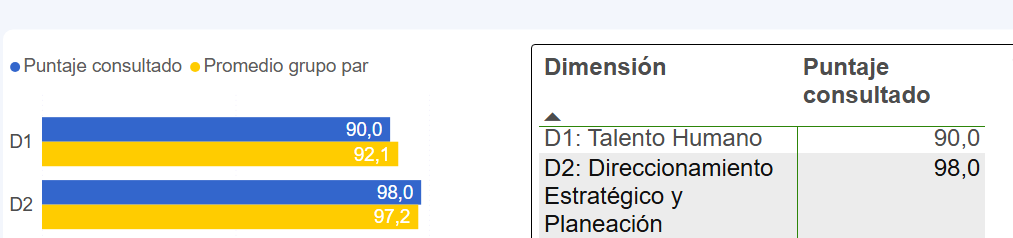 Puntaje consultado Promedio grupo par
D1
90,0
92,1
D2
98,0
97,2
Dimensión Puntaje
consultado
D1: Talento Humano 90,0
D2: Direccionamiento 98,0
Estratégico y
Planeación